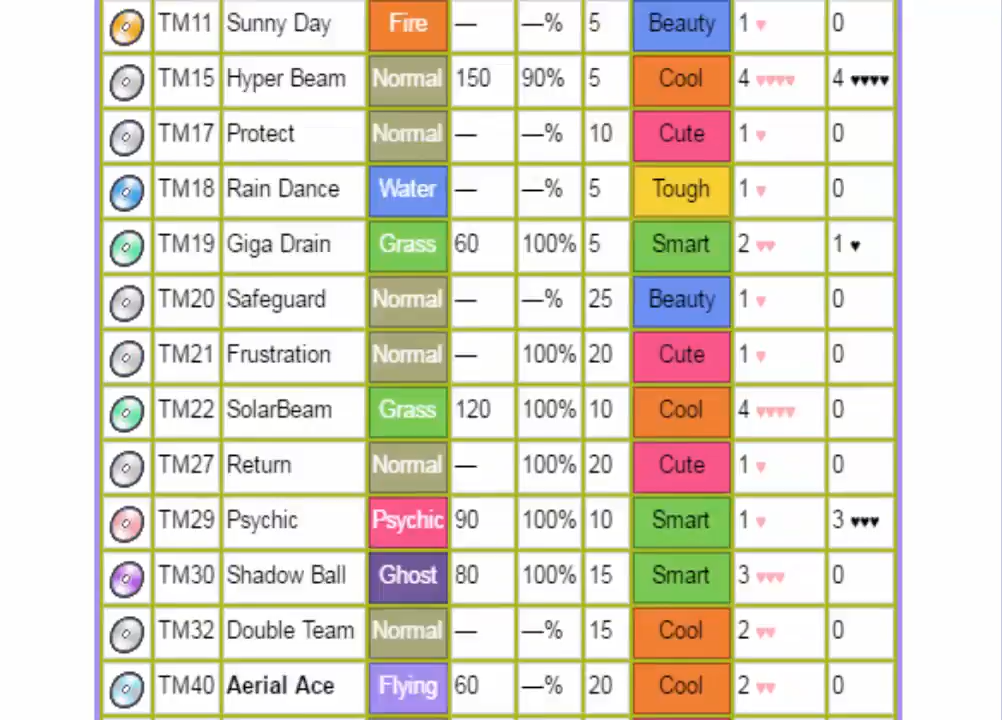 TM11 Sunny Day Fire — —% 5 Beauty 1 ♥ 0
TM15 Hyper Beam Normal 150 90% 5 Cool 4 ♥♥♥♥ 4 ♥♥♥♥
TM17 Protect Normal — —% 10 Cute 1 ♥ 0
TM18 Rain Dance Water — —% 5 Tough 1 ♥ 0
TM19 Giga Drain Grass 60 100% 5 Smart 2 ♥♥ 1 ♥
TM20 Safeguard Normal — —% 25 Beauty 1 ♥ 0
TM21 Frustration Normal — 100% 20 Cute 1 ♥ 0
TM22 SolarBeam Grass 120 100% 10 Cool 4 ♥♥♥♥ 0
TM27 Return Normal — 100% 20 Cute 1 ♥ 0
TM29 Psychic Psychic 90 100% 10 Smart 1 ♥ 3 ♥♥♥
TM30 Shadow Ball Ghost 80 100% 15 Smart 3 ♥♥♥ 0
TM32 Double Team Normal — —% 15 Cool 2 ♥♥ 0
TM40 Aerial Ace Flying 60 —% 20 Cool 2 ♥♥ 0